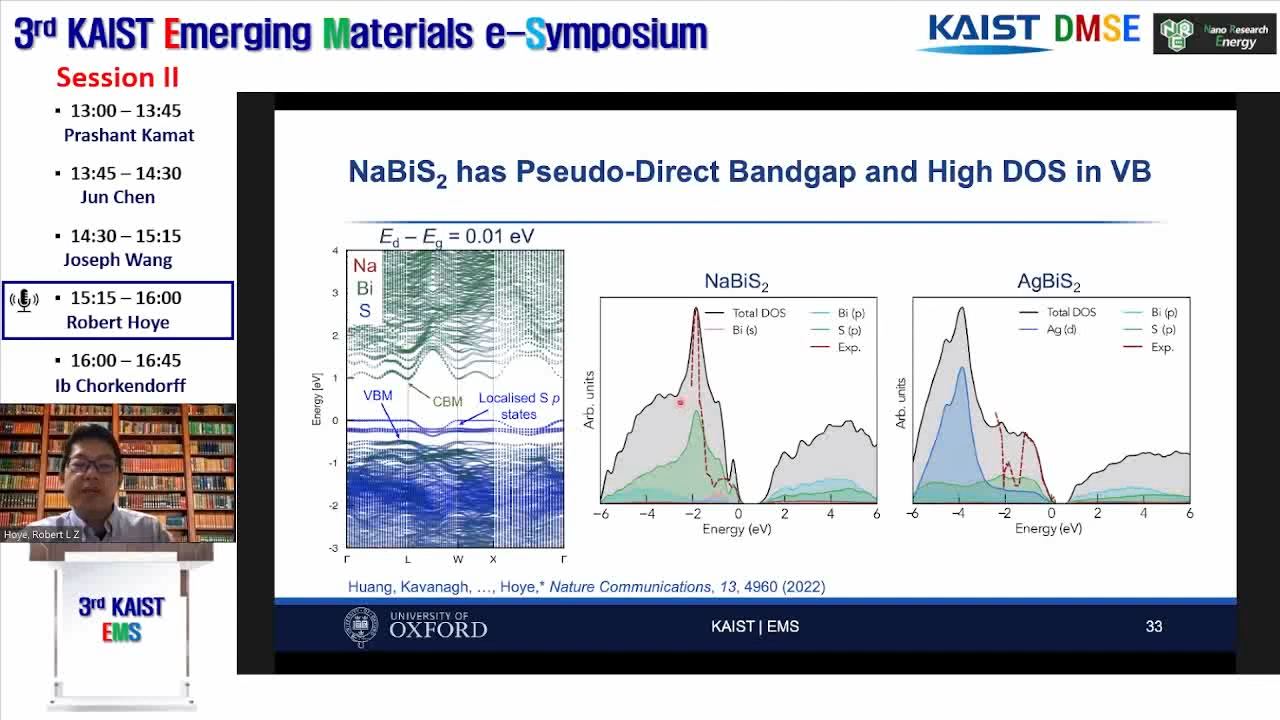 3rd KAIST Emerging Materials e-Symposium
KAIST DMSE
Nano Research
Energy
NRE
Session II
▪ 13:00 – 13:45
Prashant Kamat
▪ 13:45 – 14:30
Jun Chen
▪ 14:30 – 15:15
Joseph Wang
▪ 15:15 – 16:00
Robert Hoye
▪ 16:00 – 16:45
Ib Chorkendorff
Hoye, Robert L Z
3rd KAIST
EMS
NaBiS₂ has Pseudo-Direct Bandgap and High DOS in VB
E_d – E_g = 0.01 eV
4
3
2
1
0
-1
-2
-3
Energy [eV]
Na
Bi
S
VBM
CBM
Localised S p
states
Γ L W X Γ
NaBiS₂
Total DOS
Bi (s)
Bi (p)
S (p)
Exp.
Arb. units
−6 −4 −2 0 2 4 6
Energy (eV)
AgBiS₂
Total DOS
Ag (d)
Bi (p)
S (p)
Exp.
Arb. units
−6 −4 −2 0 2 4 6
Energy (eV)
Huang, Kavanagh, …, Hoye,* Nature Communications, 13, 4960 (2022)
UNIVERSITY OF
OXFORD
KAIST | EMS
33